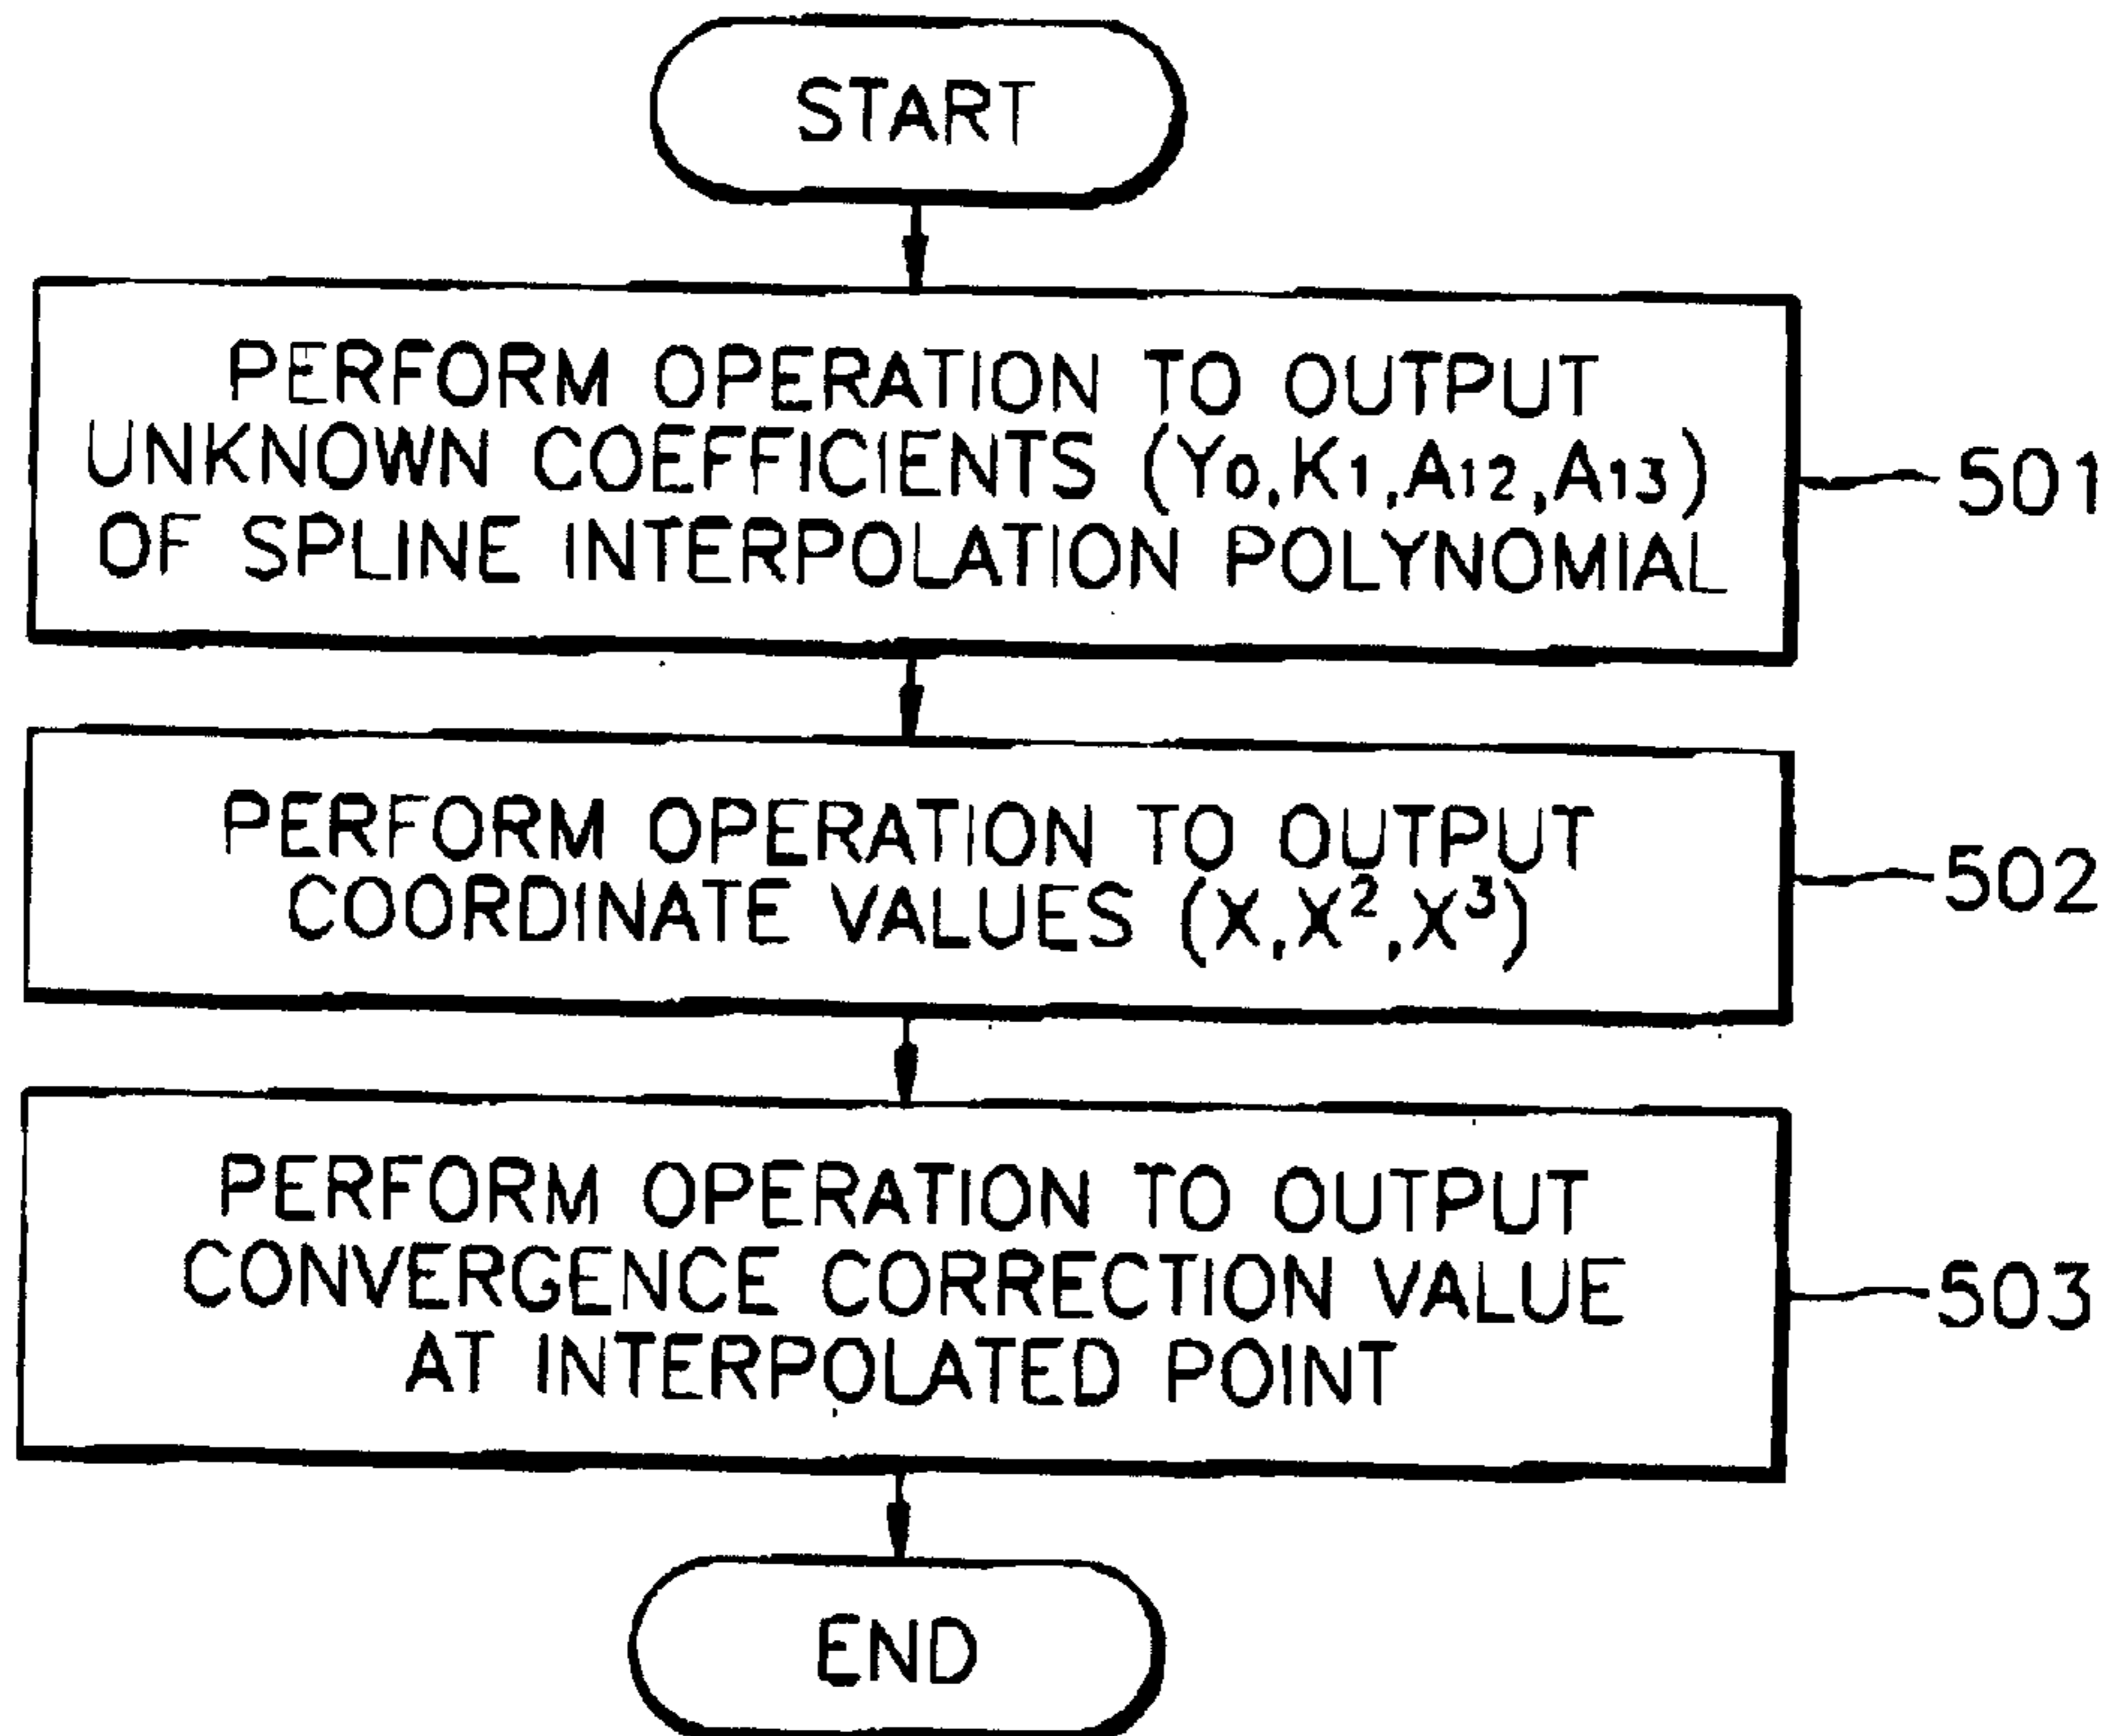 START
PERFORM OPERATION TO OUTPUT
UNKNOWN COEFFICIENTS (Y₀,K₁,A₁₂,A₁₃)
OF SPLINE INTERPOLATION POLYNOMIAL
501
PERFORM OPERATION TO OUTPUT
COORDINATE VALUES (X,X²,X³)
502
PERFORM OPERATION TO OUTPUT
CONVERGENCE CORRECTION VALUE
AT INTERPOLATED POINT
503
END